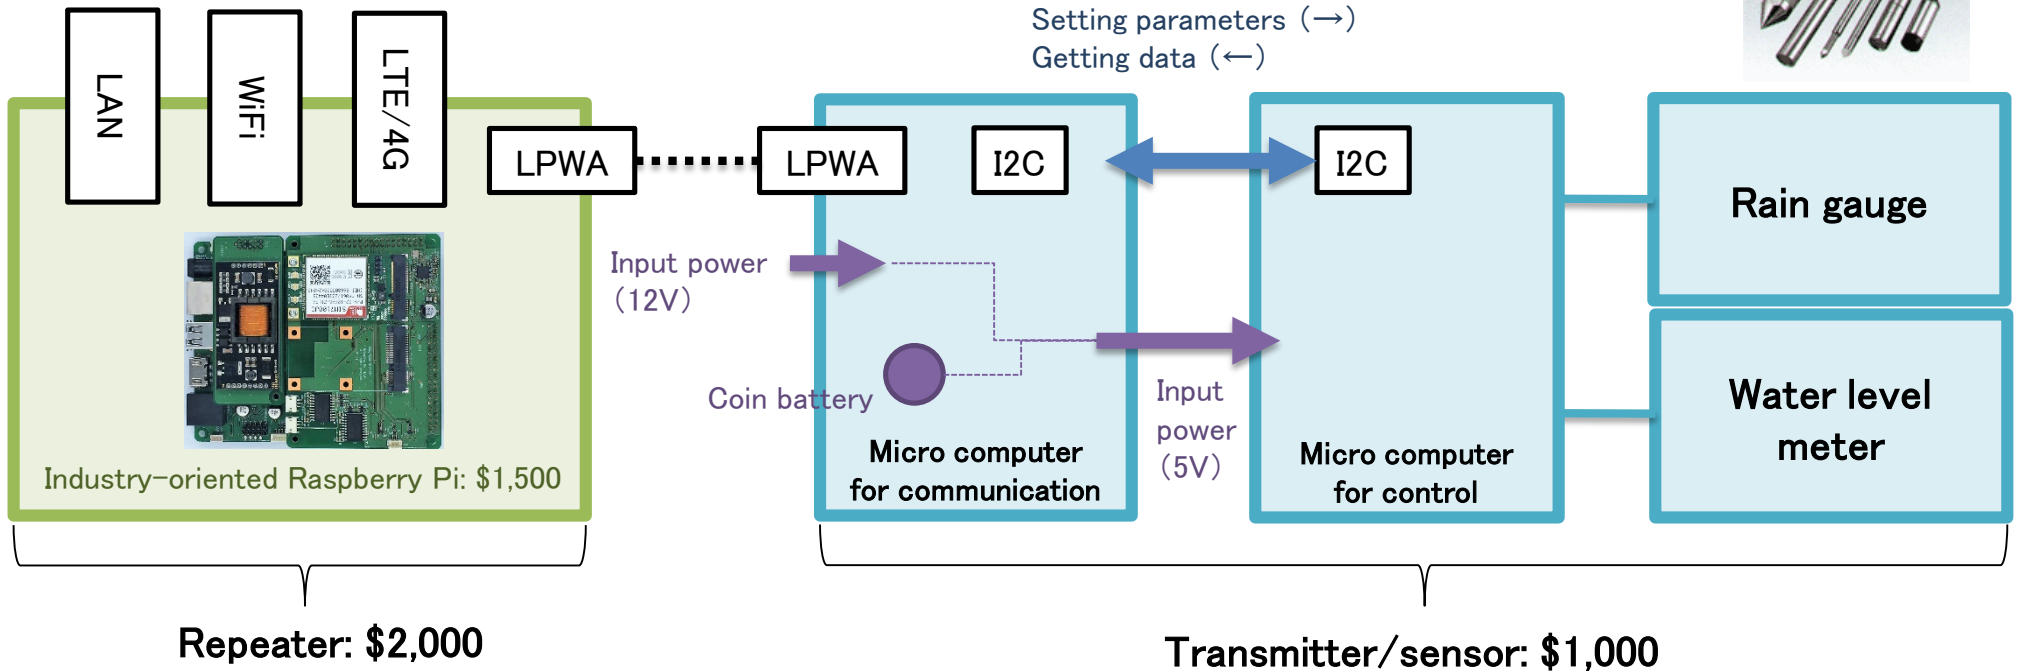 Setting parameters (→)
Getting data (←)
LAN
WiFi
LTE/4G
LPWA
LPWA
I2C
I2C
Rain gauge
Input power
(12V)
Coin battery
Input
power
(5V)
Water level
meter
Micro computer
for communication
Micro computer
for control
Industry-oriented Raspberry Pi: $1,500
Repeater: $2,000
Transmitter/sensor: $1,000